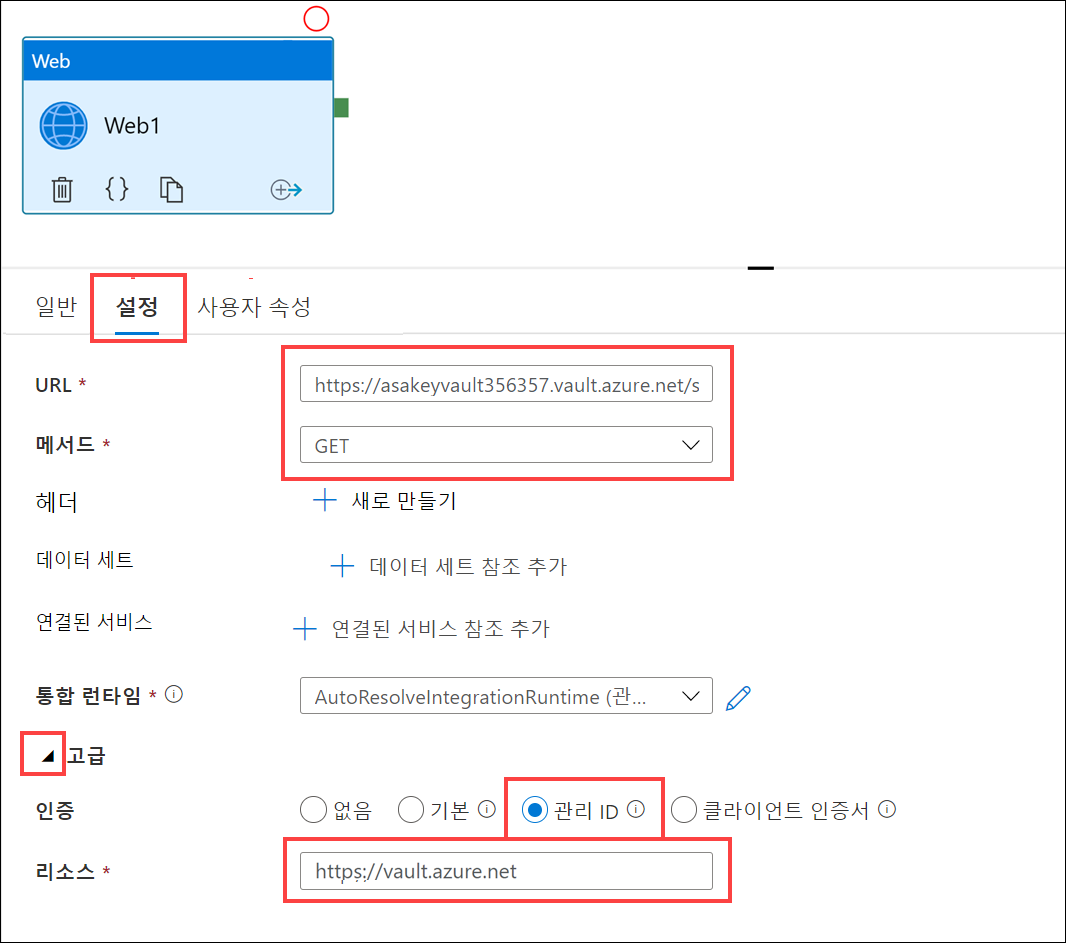 Web
Web1
일반 설정 사용자 속성
URL *
https://asakeyvault356357.vault.azure.net/s
메서드 *
GET
헤더
새로 만들기
데이터 세트
데이터 세트 참조 추가
연결된 서비스
연결된 서비스 참조 추가
통합 런타임 *
AutoResolveIntegrationRuntime (관...
고급
인증
없음 기본 관리 ID 클라이언트 인증서
리소스 *
https://vault.azure.net